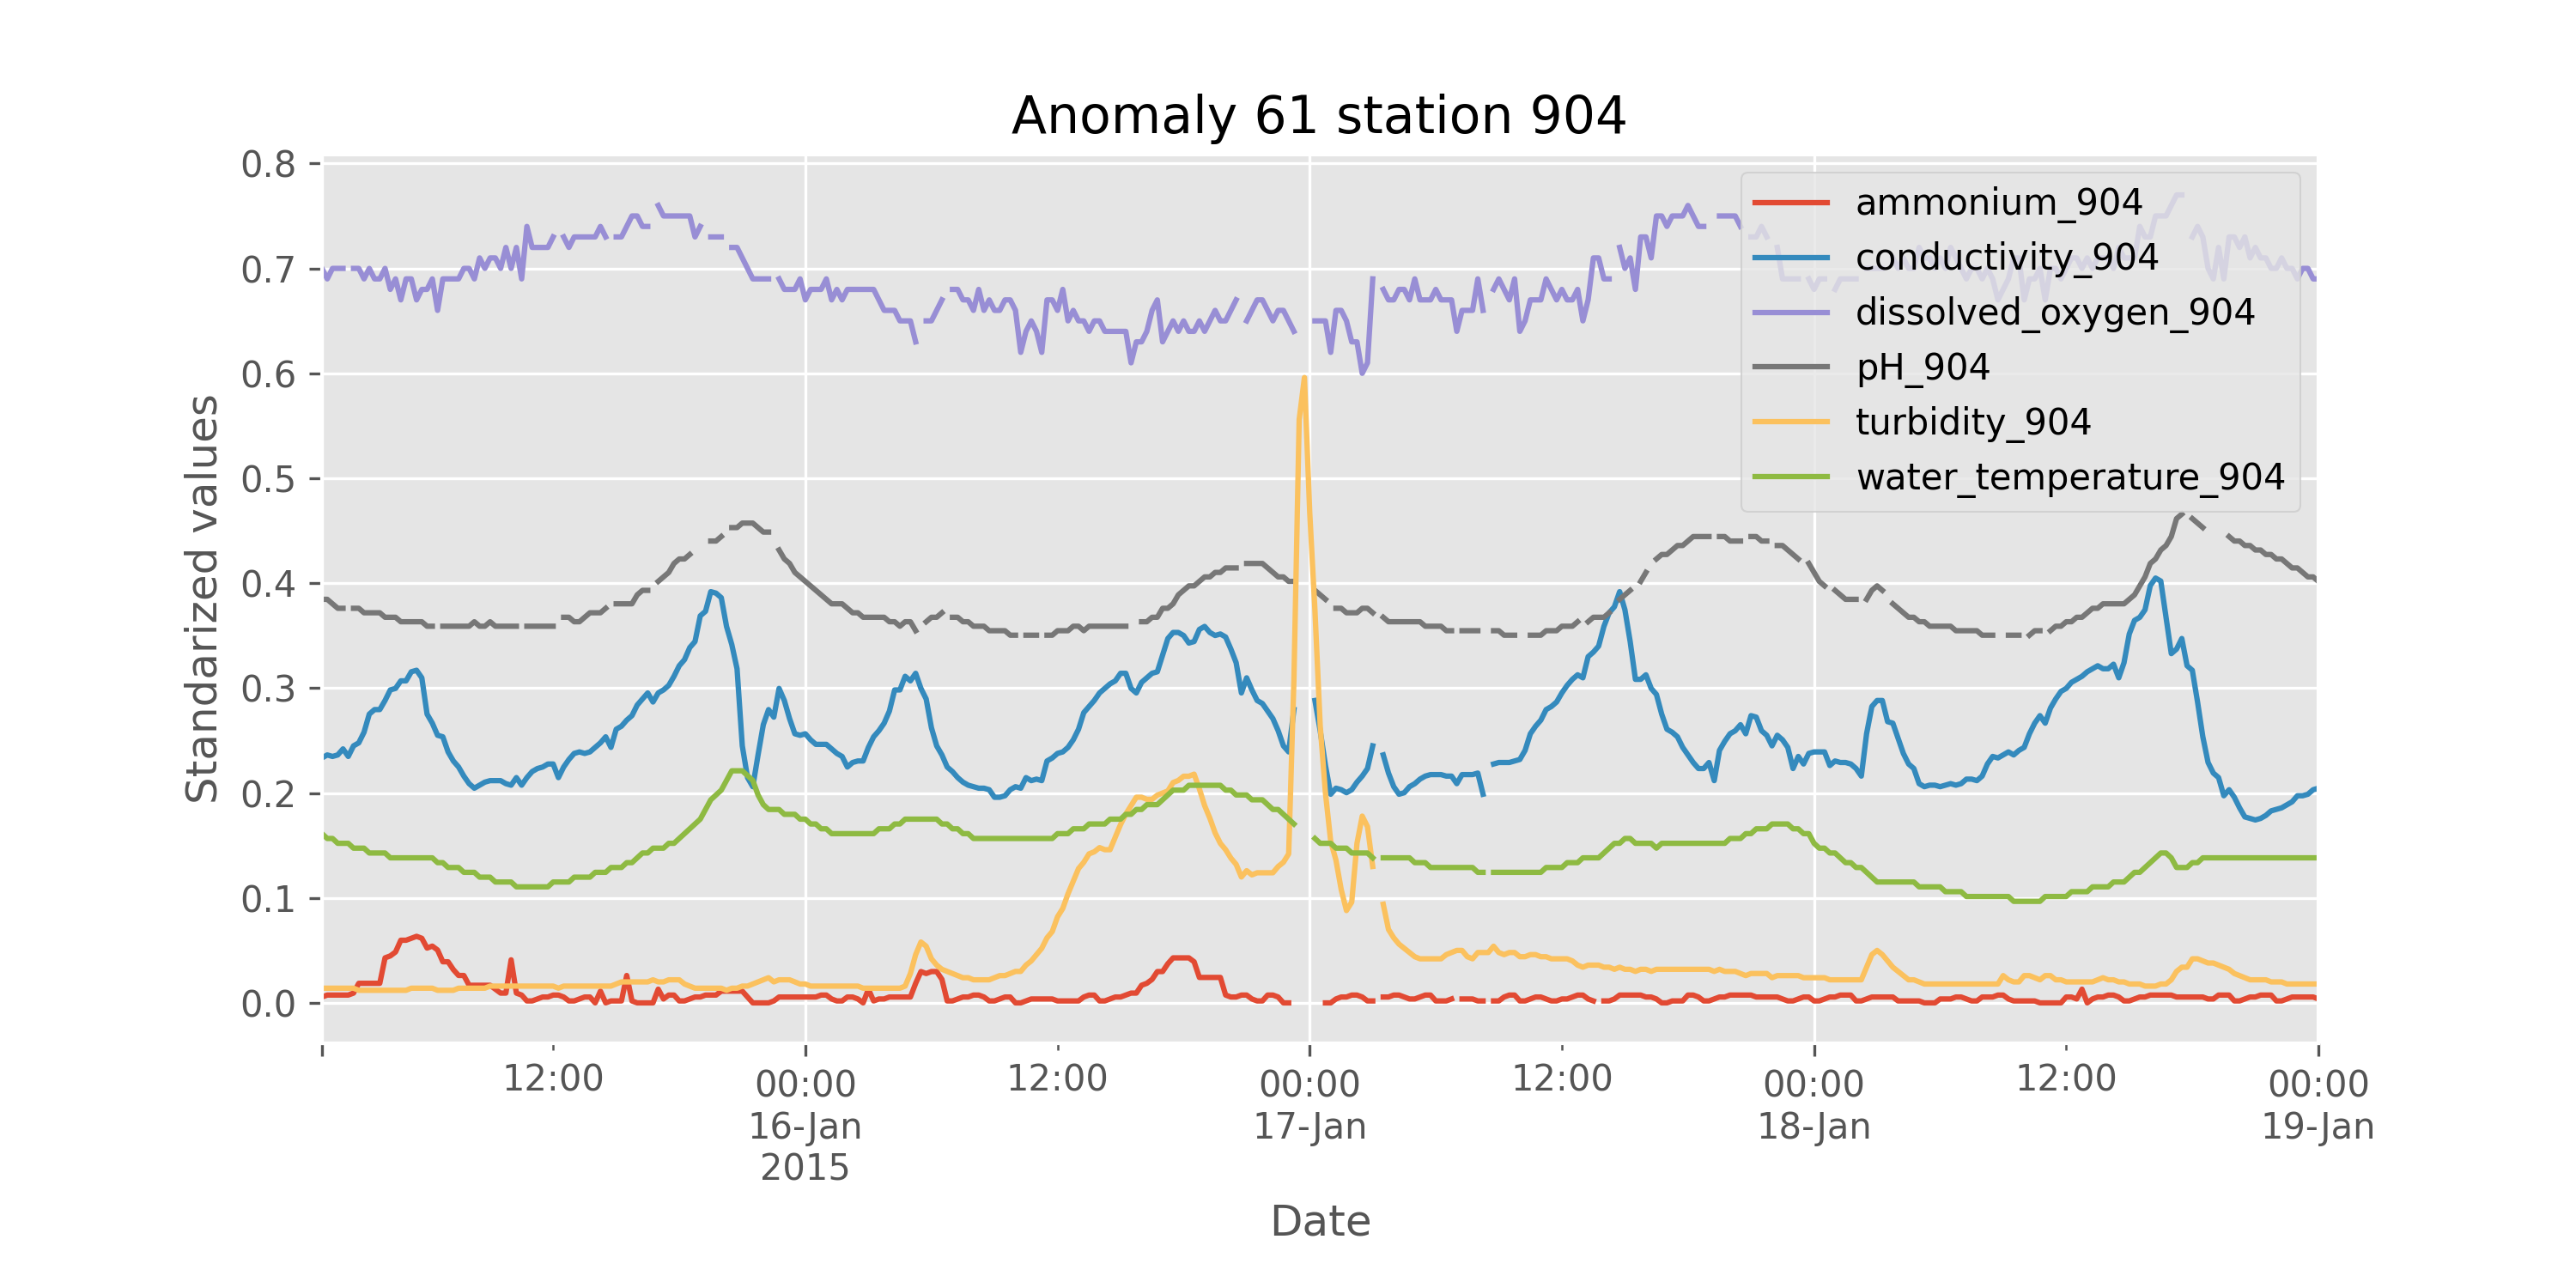 Anomaly 61 station 904
0.8
0.7
0.6
0.5
0.4
0.3
0.2
0.1
0.0
Standarized values
ammonium_904
conductivity_904
dissolved_oxygen_904
pH_904
turbidity_904
water_temperature_904
12:00 00:00 12:00 00:00 12:00 00:00 12:00 00:00
16-Jan 17-Jan 18-Jan 19-Jan
2015
Date